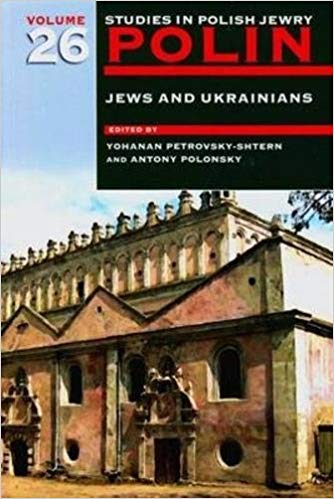 VOLUME
26
STUDIES IN POLISH JEWRY
POLIN
JEWS AND UKRAINIANS
EDITED BY
YOHANAN PETROVSKY-SHTERN
AND ANTONY POLONSKY